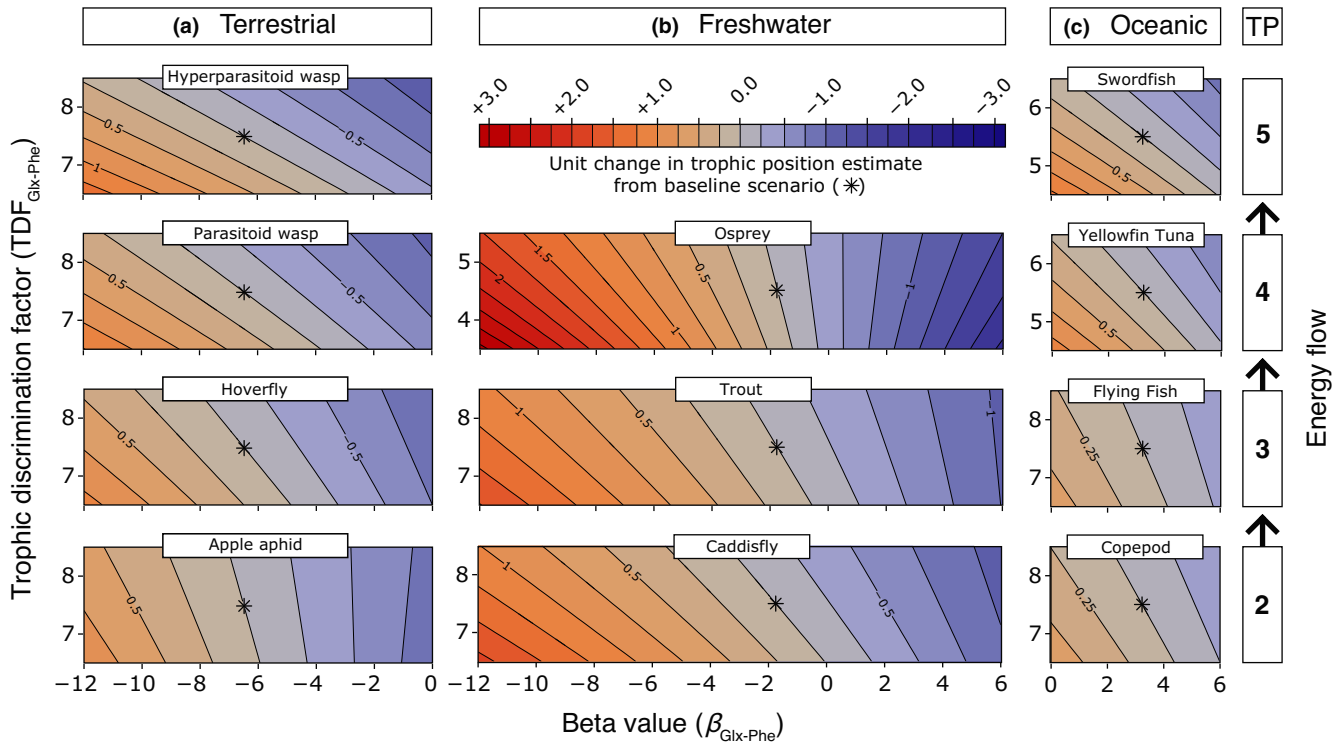 (a) Terrestrial
(b) Freshwater
(c) Oceanic
TP
Trophic discrimination factor (TDF Glx-Phe)
Hyperparasitoid wasp
8
7
0.5
1
−0.5
+3.0 +2.0 +1.0 0.0 −1.0 −2.0 −3.0
Unit change in trophic position estimate
from baseline scenario (✳)
Swordfish
6
5
0.5
5
Parasitoid wasp
8
7
0.5
−0.5
Osprey
5
4
2
1.5
1
0.5
−1
Yellowfin Tuna
6
5
0.5
4
Hoverfly
8
7
0.5
−0.5
Trout
8
7
1
0.5
−1
Flying Fish
8
7
0.25
3
Apple aphid
8
7
0.5
−12 −10 −8 −6 −4 −2 0
Caddisfly
8
7
1
0.5
−0.5
−12 −10 −8 −6 −4 −2 0 2 4 6
Copepod
8
7
0.25
0 2 4 6
2
Energy flow
Beta value (β Glx-Phe)